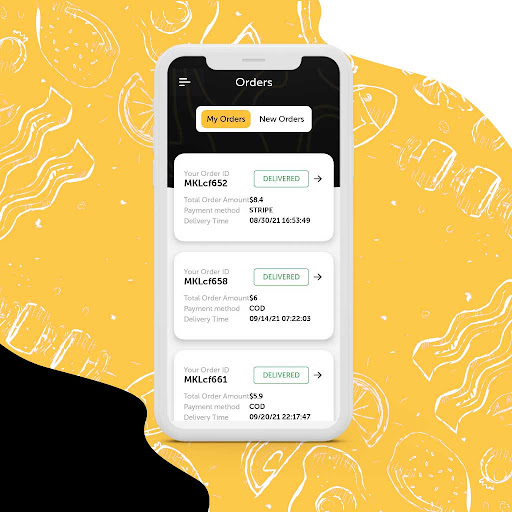 Orders
My Orders New Orders
Your Order ID
MKLcf652
DELIVERED
Total Order Amount $8.4
Payment method STRIPE
Delivery Time 08/30/21 16:53:49
Your Order ID
MKLcf658
DELIVERED
Total Order Amount $6
Payment method COD
Delivery Time 09/14/21 07:22:03
Your Order ID
MKLcf661
DELIVERED
Total Order Amount $5.9
Payment method COD
Delivery Time 09/20/21 22:17:47